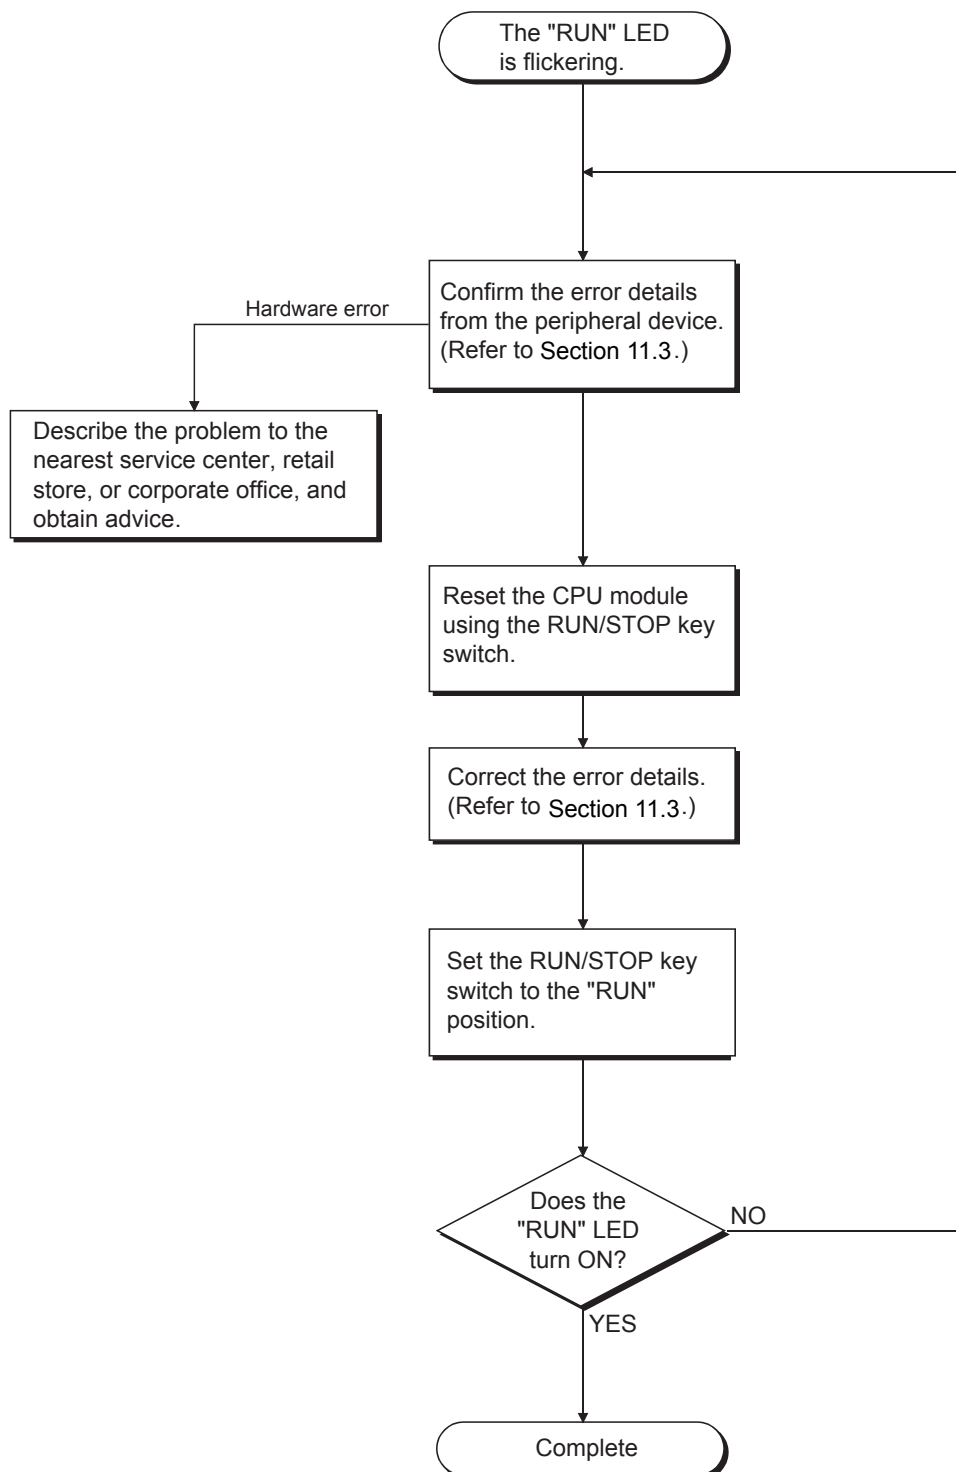 The "RUN" LED
is flickering.
Hardware error
Confirm the error details
from the peripheral device.
(Refer to Section 11.3.)
Describe the problem to the
nearest service center, retail
store, or corporate office, and
obtain advice.
Reset the CPU module
using the RUN/STOP key
switch.
Correct the error details.
(Refer to Section 11.3.)
Set the RUN/STOP key
switch to the "RUN"
position.
Does the
"RUN" LED
turn ON?
NO
YES
Complete